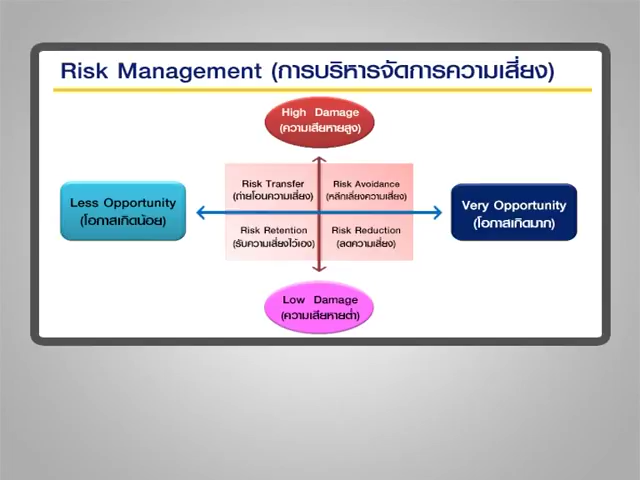 Risk Management (การบริหารจัดการความเสี่ยง)
High Damage
(ความเสียหายสูง)
Risk Transfer
(ถ่ายโอนความเสี่ยง)
Risk Avoidance
(หลีกเลี่ยงความเสี่ยง)
Less Opportunity
(โอกาสเกิดน้อย)
Very Opportunity
(โอกาสเกิดมาก)
Risk Retention
(รับความเสี่ยงไว้เอง)
Risk Reduction
(ลดความเสี่ยง)
Low Damage
(ความเสียหายต่ำ)